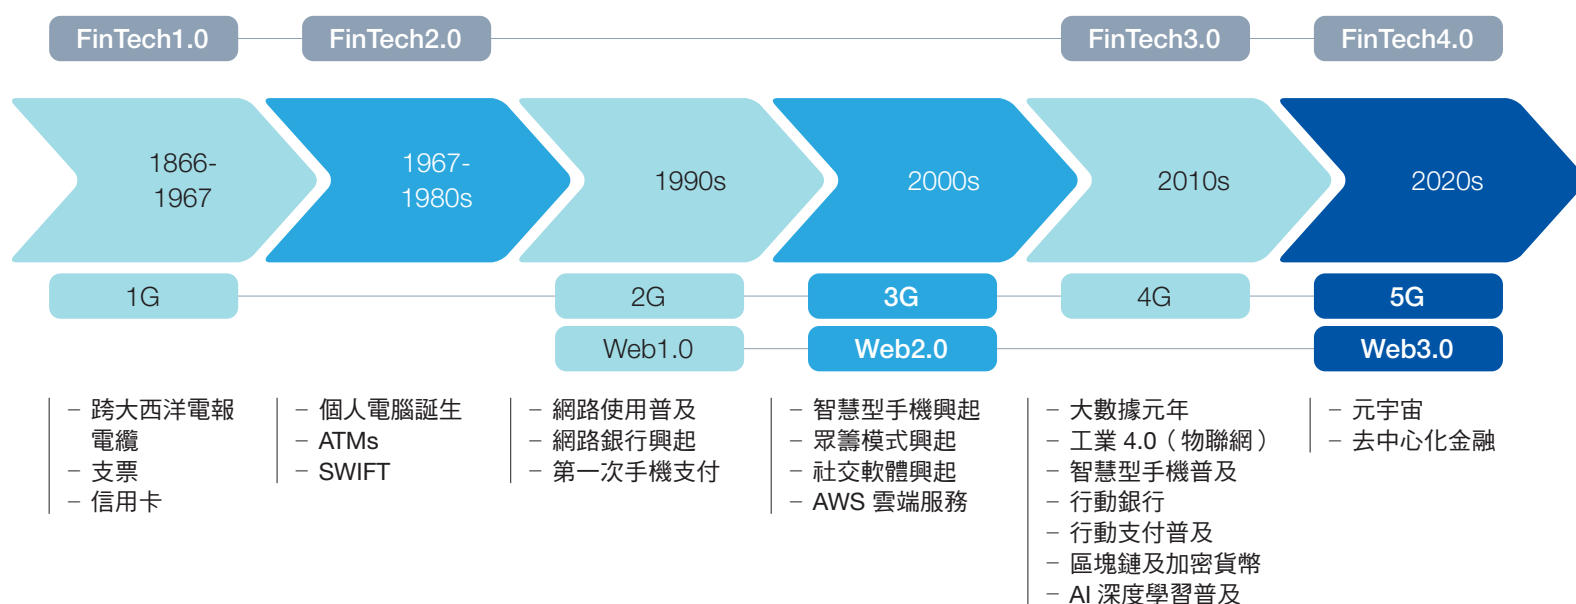 FinTech1.0
FinTech2.0
FinTech3.0
FinTech4.0
1866-
1967
1967-
1980s
1990s
2000s
2010s
2020s
1G
2G
3G
4G
5G
Web1.0
Web2.0
Web3.0
– 跨大西洋電報
電纜
– 支票
– 信用卡
– 個人電腦誕生
– ATMs
– SWIFT
– 網路使用普及
– 網路銀行興起
– 第一次手機支付
– 智慧型手機興起
– 眾籌模式興起
– 社交軟體興起
– AWS 雲端服務
– 大數據元年
– 工業 4.0（物聯網）
– 智慧型手機普及
– 行動銀行
– 行動支付普及
– 區塊鏈及加密貨幣
– AI 深度學習普及
– 元宇宙
– 去中心化金融